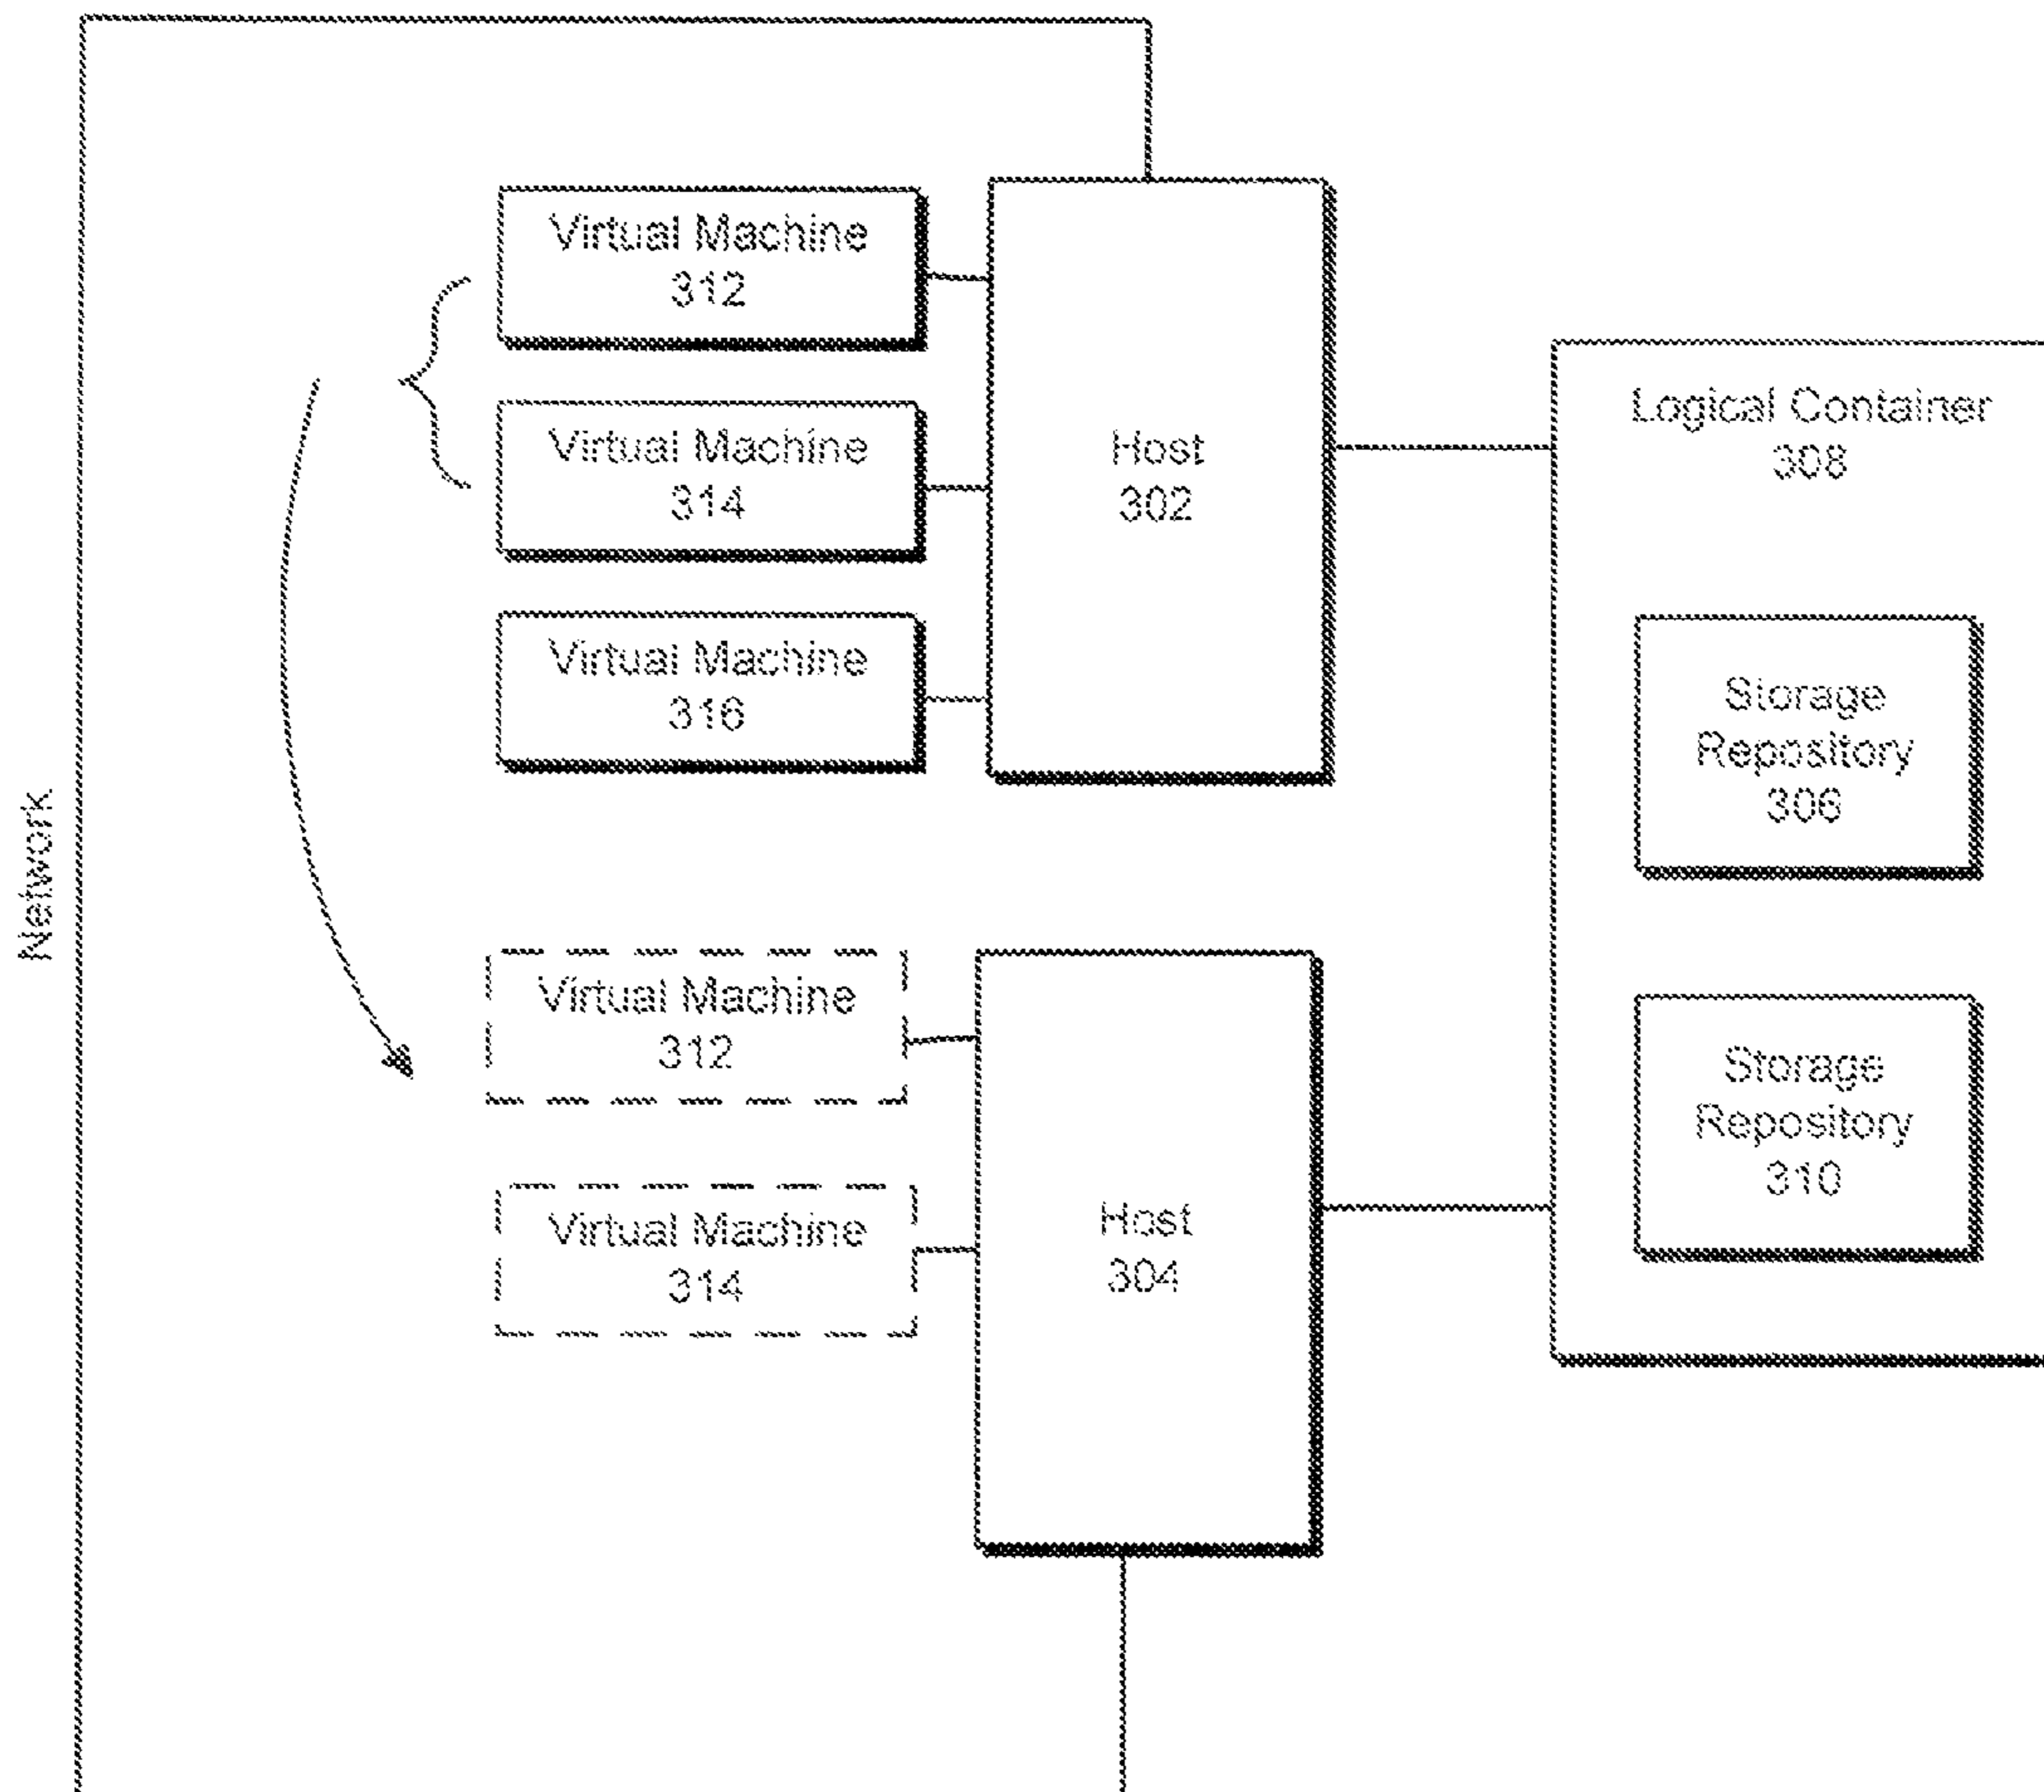 Virtual Machine
312
Virtual Machine
314
Virtual Machine
316
Host
302
Logical Container
308
Storage
Repository
306
Storage
Repository
310
Network
Virtual Machine
312
Virtual Machine
314
Host
304